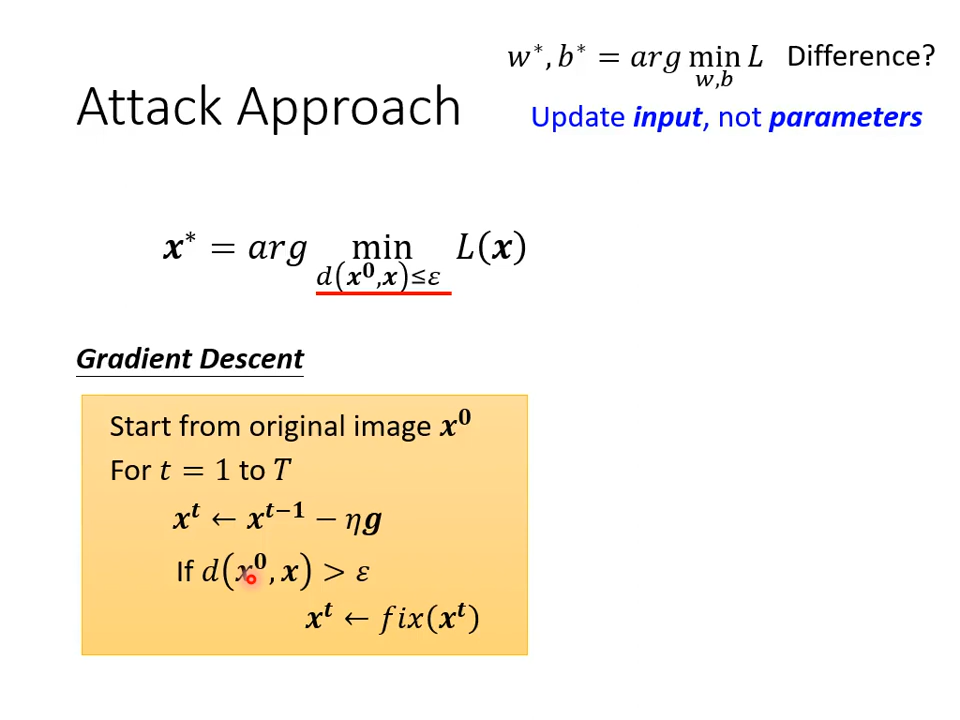 w*, b* = arg min L Difference?
w,b
Attack Approach
Update input, not parameters
x* = arg min L(x)
d(x⁰,x)≤ε
Gradient Descent
Start from original image x⁰
For t = 1 to T
xᵗ ← xᵗ⁻¹ − ηg
If d(x⁰, x) > ε
xᵗ ← fix(xᵗ)